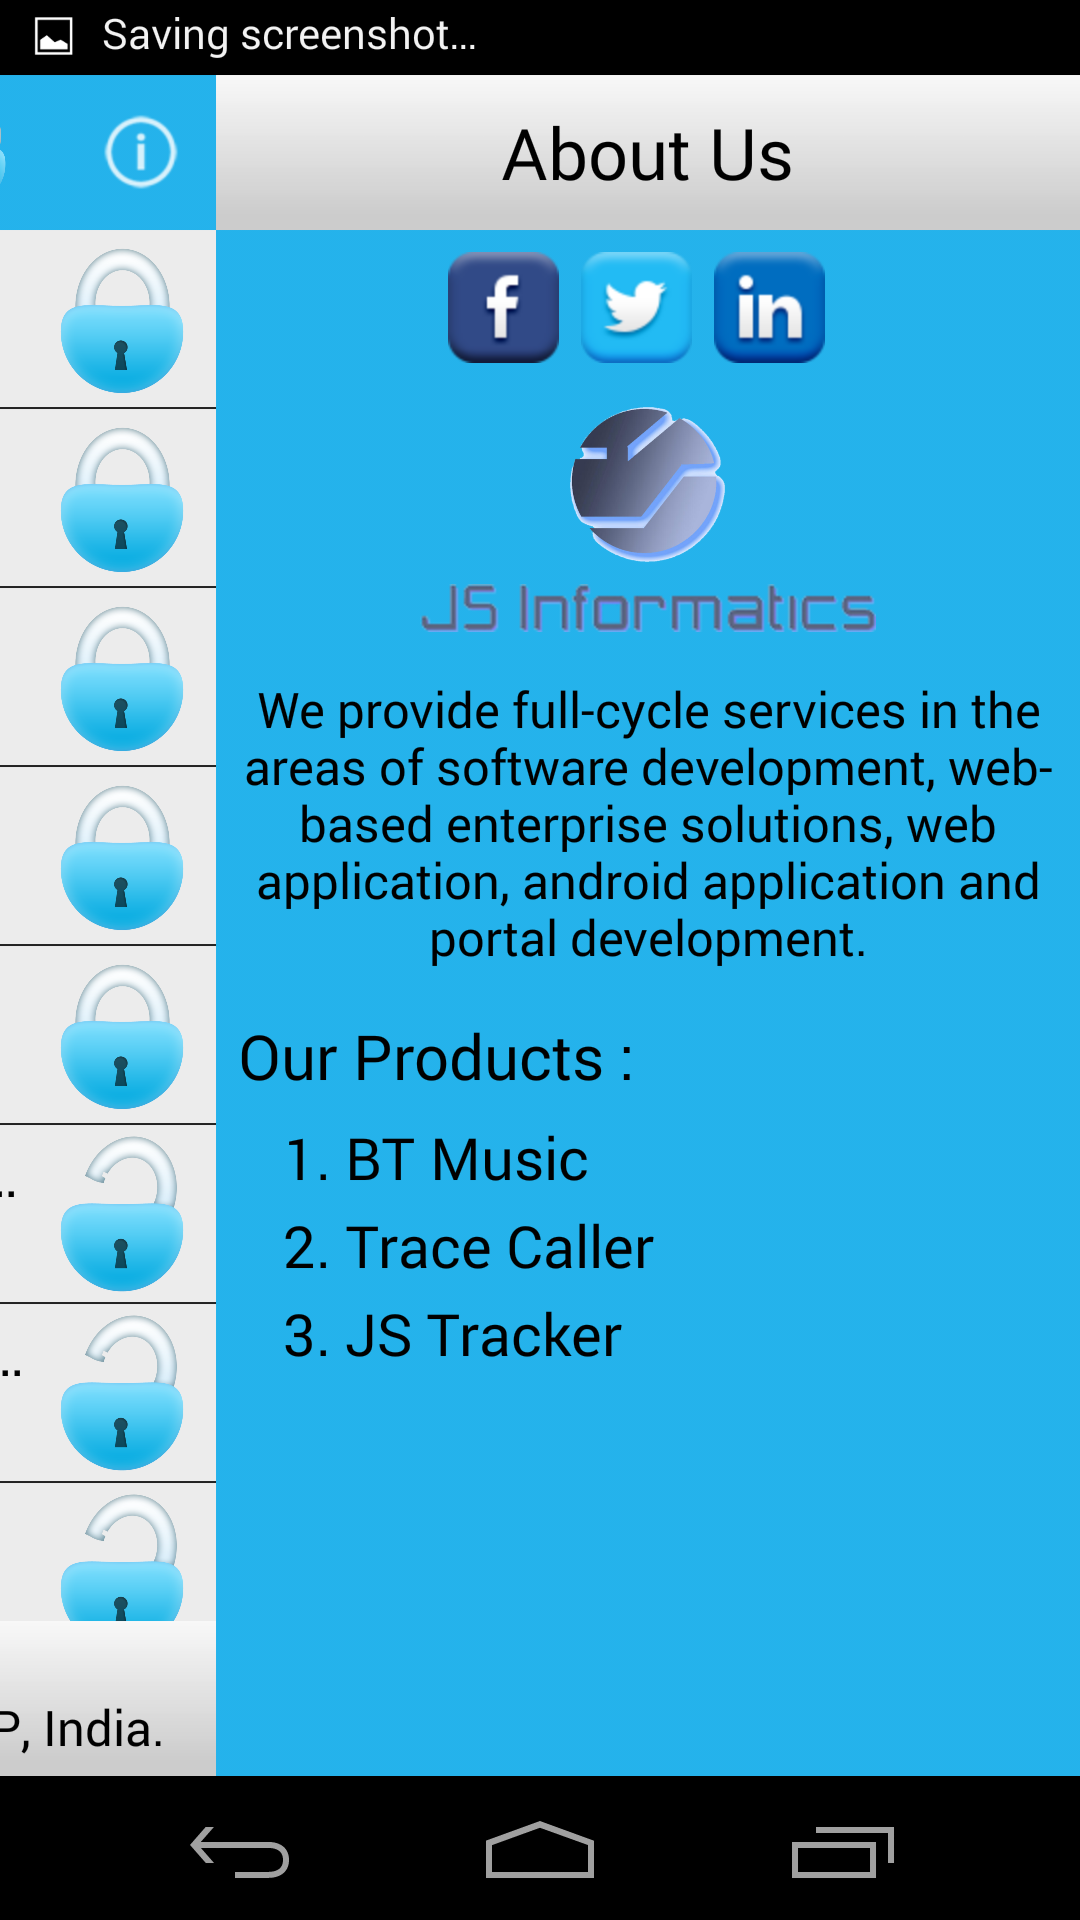 Saving screenshot...
About Us
JS Informatics
We provide full-cycle services in the
areas of software development, web-
based enterprise solutions, web
application, android application and
portal development.
Our Products :
1. BT Music
2. Trace Caller
3. JS Tracker
..
..
P, India.